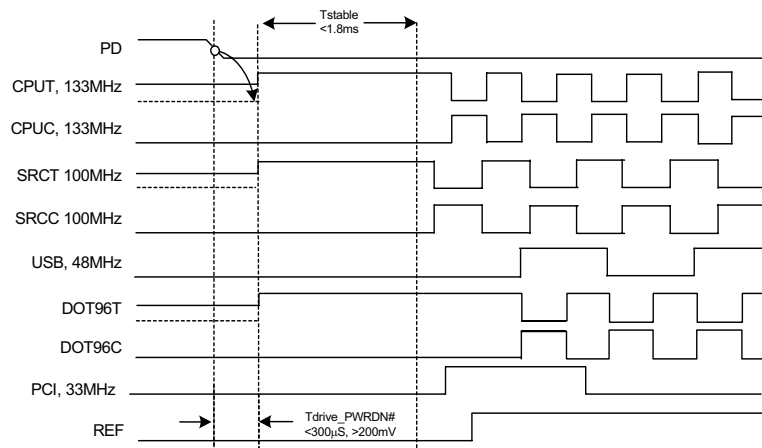 Tstable
<1.8ms
PD
CPUT, 133MHz
CPUC, 133MHz
SRCT 100MHz
SRCC 100MHz
USB, 48MHz
DOT96T
DOT96C
PCI, 33MHz
Tdrive_PWRDN#
<300µS, >200mV
REF